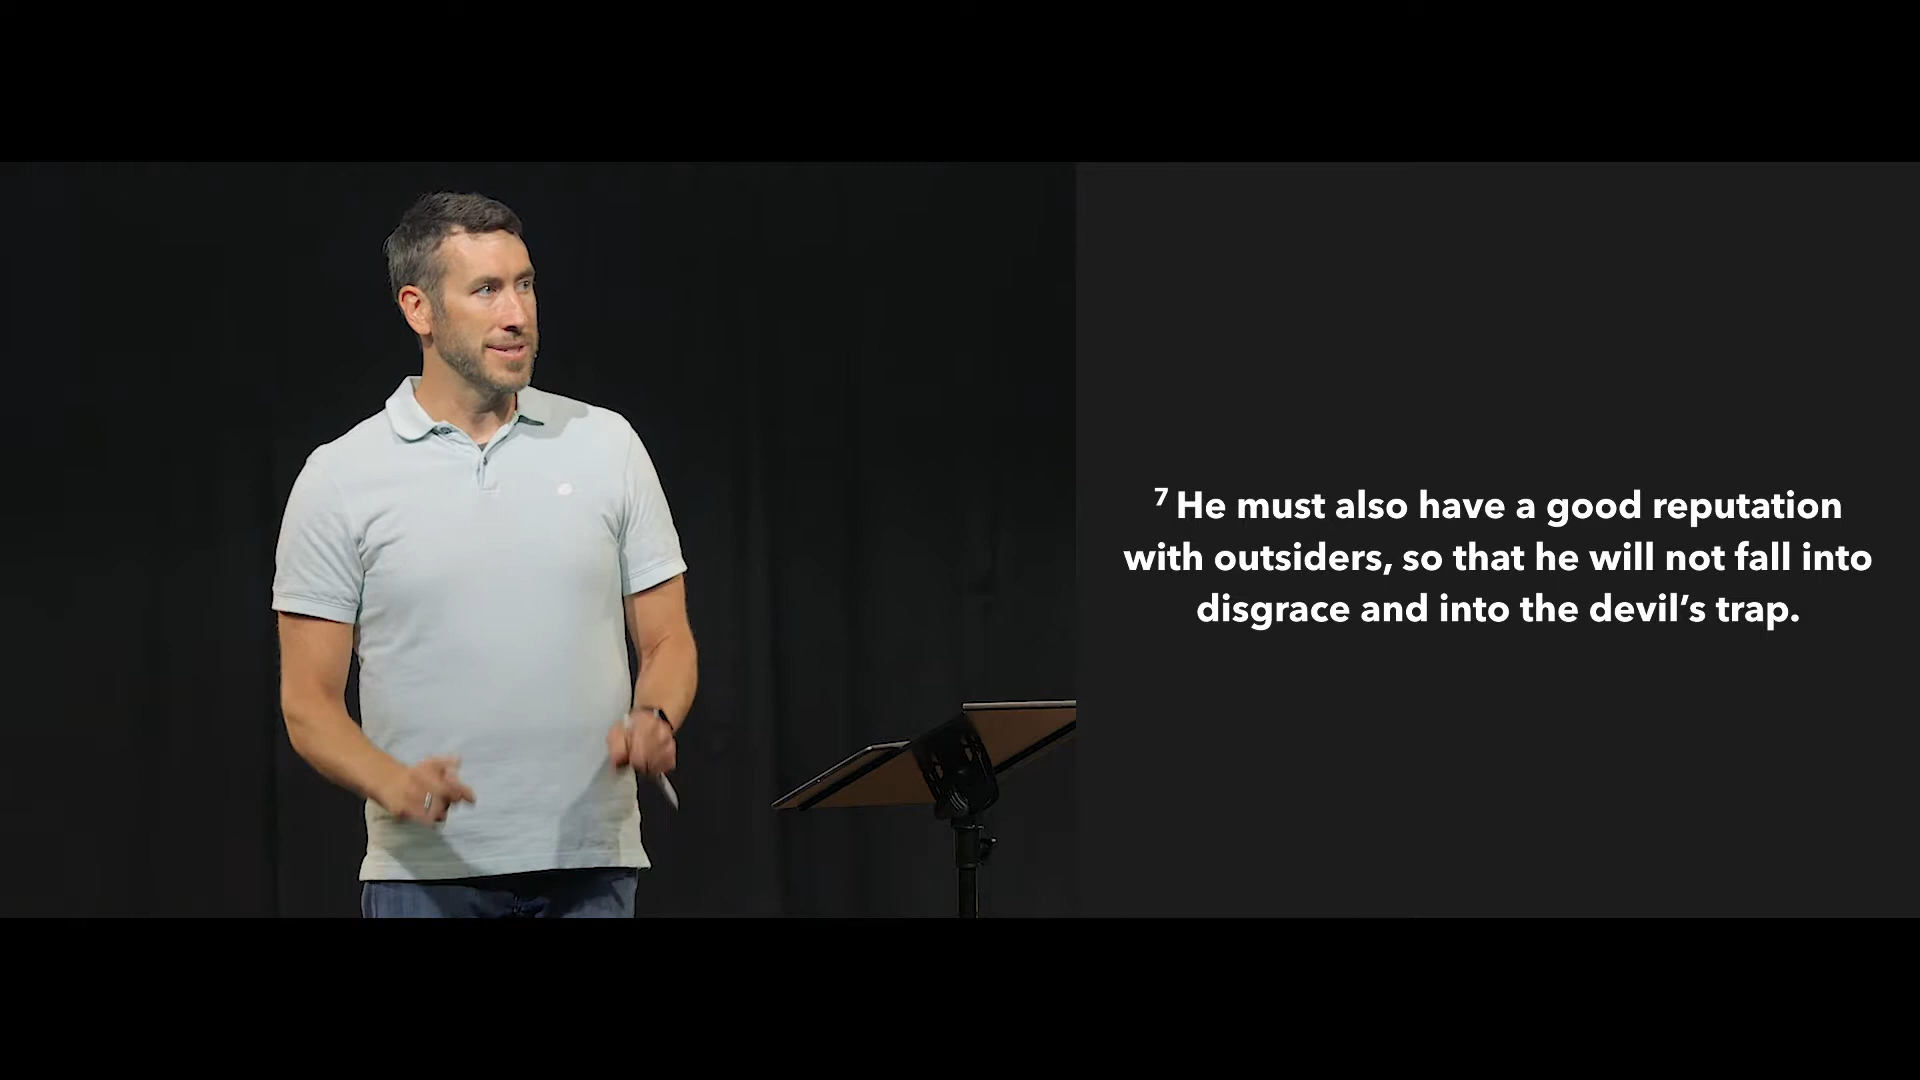 7 He must also have a good reputation
with outsiders, so that he will not fall into
disgrace and into the devil’s trap.